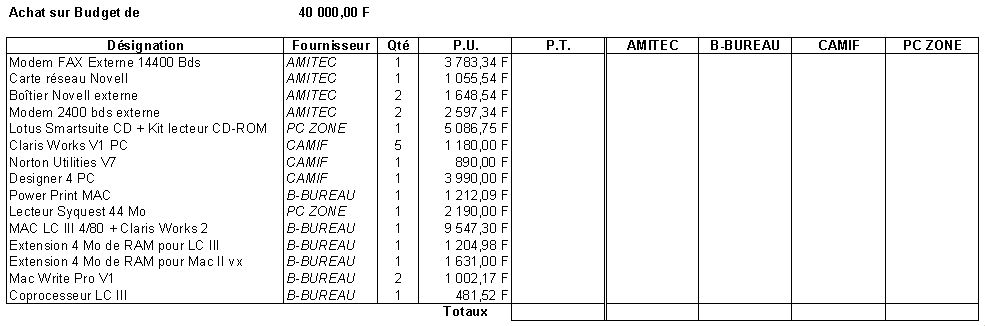 Achat sur Budget de 40 000,00 F
Désignation Fournisseur Qté P.U. P.T. AMITEC B-BUREAU CAMIF PC ZONE
Modem FAX Externe 14400 Bds AMITEC 1 3 783,34 F
Carte réseau Novell AMITEC 1 1 055,54 F
Boîtier Novell externe AMITEC 2 1 648,54 F
Modem 2400 bds externe AMITEC 2 2 597,34 F
Lotus Smartsuite CD + Kit lecteur CD-ROM PC ZONE 1 5 086,75 F
Claris Works V1 PC CAMIF 5 1 180,00 F
Norton Utilities V7 CAMIF 1 890,00 F
Designer 4 PC CAMIF 1 3 990,00 F
Power Print MAC B-BUREAU 1 1 212,09 F
Lecteur Syquest 44 Mo PC ZONE 1 2 190,00 F
MAC LC III 4/80 + Claris Works 2 B-BUREAU 1 9 547,30 F
Extension 4 Mo de RAM pour LC III B-BUREAU 1 1 204,98 F
Extension 4 Mo de RAM pour Mac II vx B-BUREAU 1 1 631,00 F
Mac Write Pro V1 B-BUREAU 2 1 002,17 F
Coprocesseur LC III B-BUREAU 1 481,52 F
Totaux